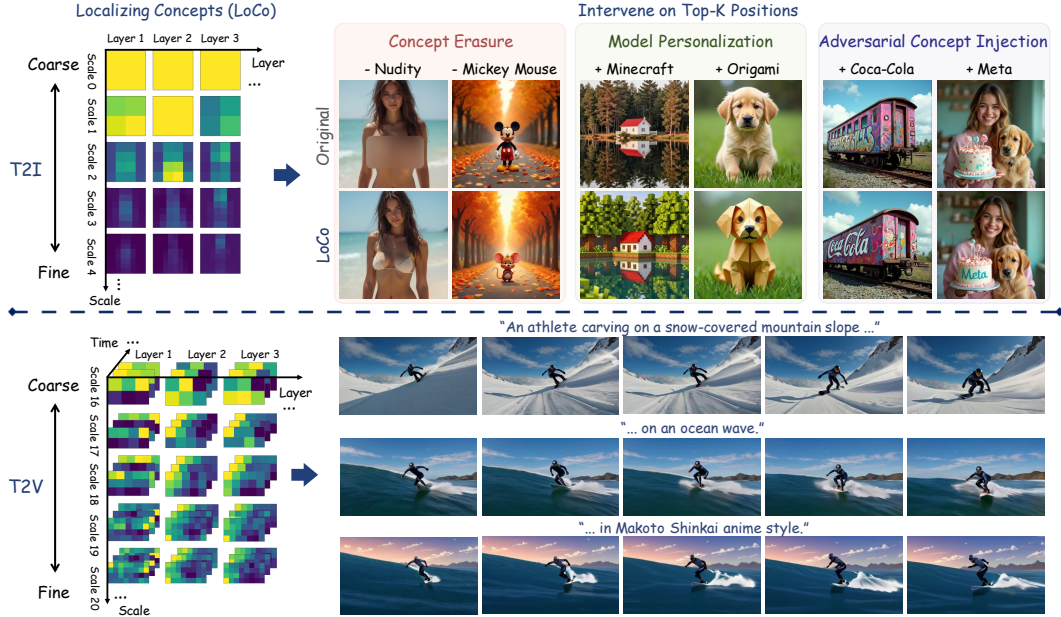 Localizing Concepts (LoCo)
Layer 1 Layer 2 Layer 3
Layer
...
Coarse
T2I
Fine
Scale 0
Scale 1
Scale 2
Scale 3
Scale 4
...
Scale
Intervene on Top-K Positions
Concept Erasure
- Nudity
- Mickey Mouse
Model Personalization
+ Minecraft
+ Origami
Adversarial Concept Injection
+ Coca-Cola
+ Meta
Original
LoCo
Coca Cola
Meta
Time ...
Layer 1 Layer 2 Layer 3
Layer
...
Coarse
T2V
Fine
Scale 16
Scale 17
Scale 18
Scale 19
Scale 20
...
Scale
“An athlete carving on a snow-covered mountain slope ...”
“... on an ocean wave.”
“... in Makoto Shinkai anime style.”